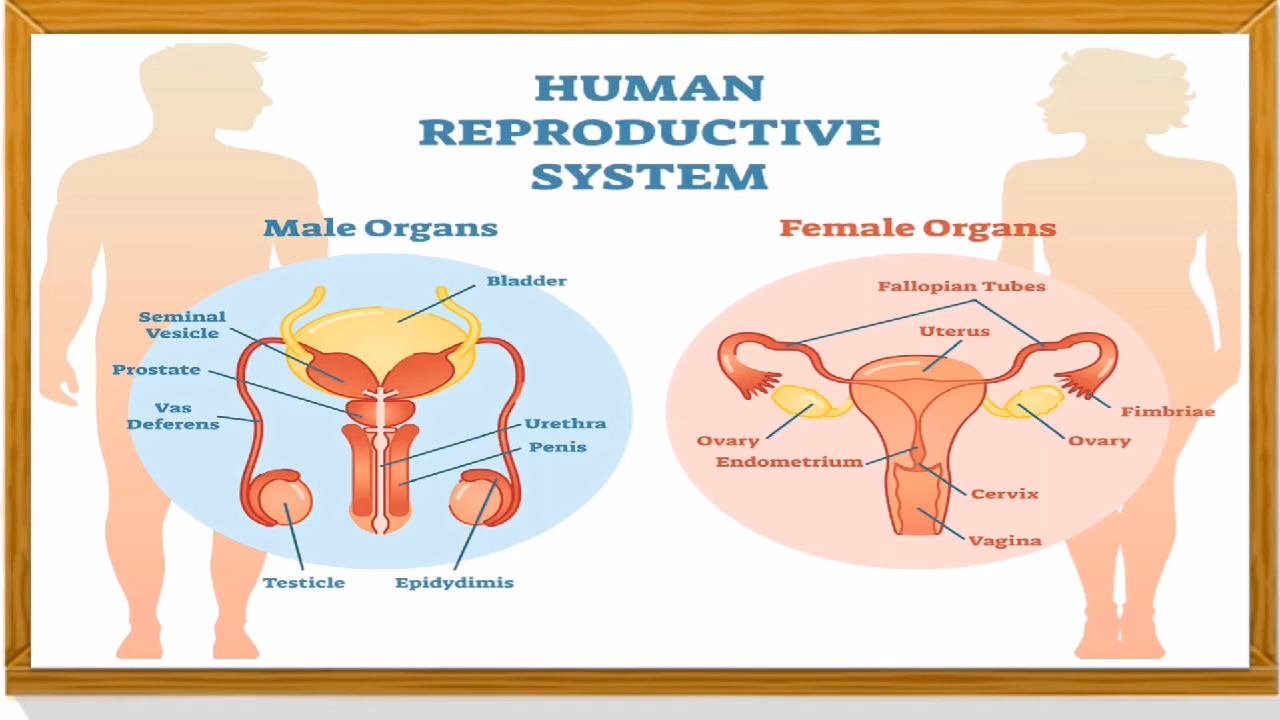 HUMAN
REPRODUCTIVE
SYSTEM
Male Organs
Bladder
Seminal
Vesicle
Prostate
Vas
Deferens
Urethra
Penis
Testicle
Epidydimis
Female Organs
Fallopian Tubes
Uterus
Fimbriae
Ovary
Ovary
Endometrium
Cervix
Vagina